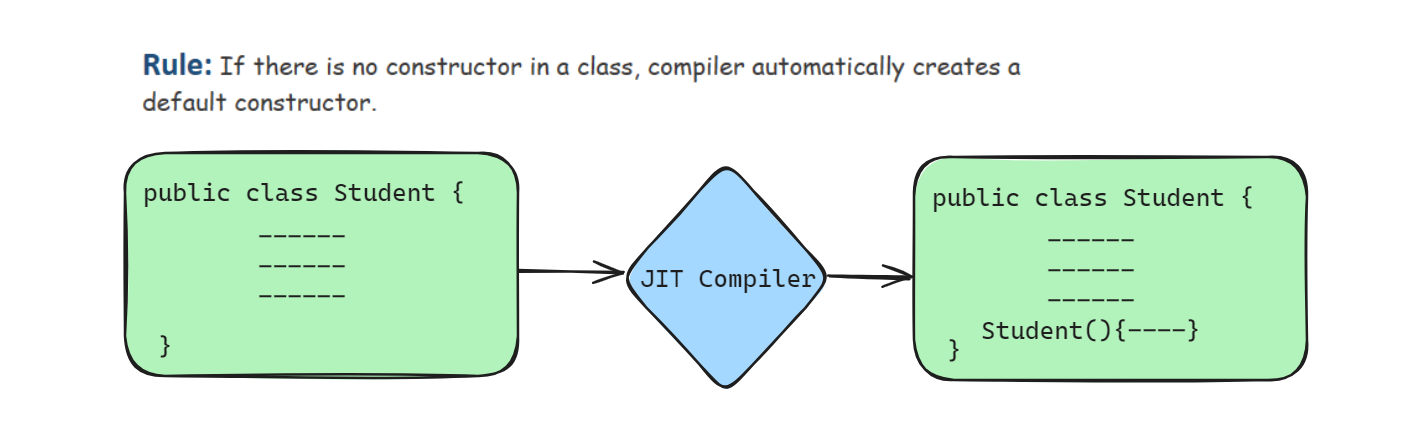 Rule: If there is no constructor in a class, compiler automatically creates a
default constructor.
public class Student {
------
------
------
}
JIT Compiler
public class Student {
------
------
------
Student(){----}
}